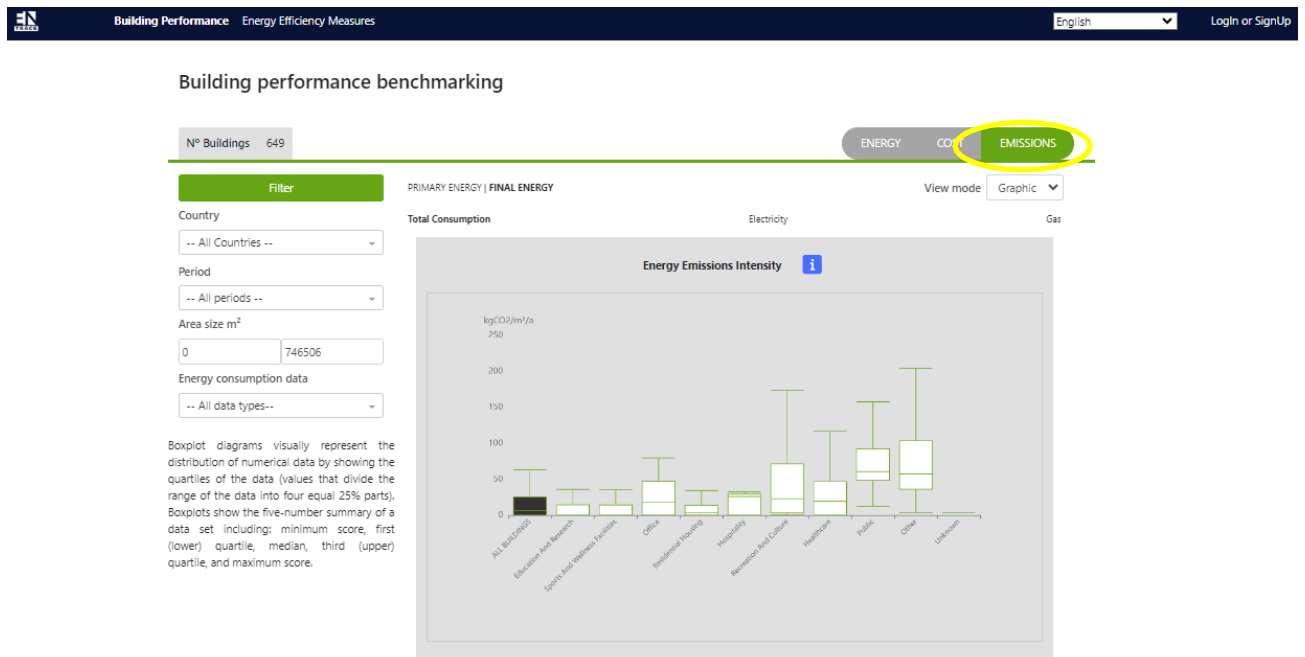 EN
TRACK
Building Performance Energy Efficiency Measures
English
LogIn or SignUp
Building performance benchmarking
Nº Buildings 649
ENERGY COST EMISSIONS
Filter
PRIMARY ENERGY | FINAL ENERGY
View mode Graphic
Country
Total Consumption Electricity Gas
-- All Countries --
Energy Emissions Intensity i
Period
-- All periods --
Area size m²
0 746506
Energy consumption data
-- All data types--
Boxplot diagrams visually represent the
distribution of numerical data by showing the
quartiles of the data (values that divide the
range of the data into four equal 25% parts).
Boxplots show the five-number summary of a
data set including: minimum score, first
(lower) quartile, median, third (upper)
quartile, and maximum score.
kgCO2/m²/a
250
200
150
100
50
0
ALL BUILDINGS
Education And Research
Sports And Wellness Facilities
Office
Residential Housing
Hospitality
Recreation And Culture
Healthcare
Public
Other
Unknown